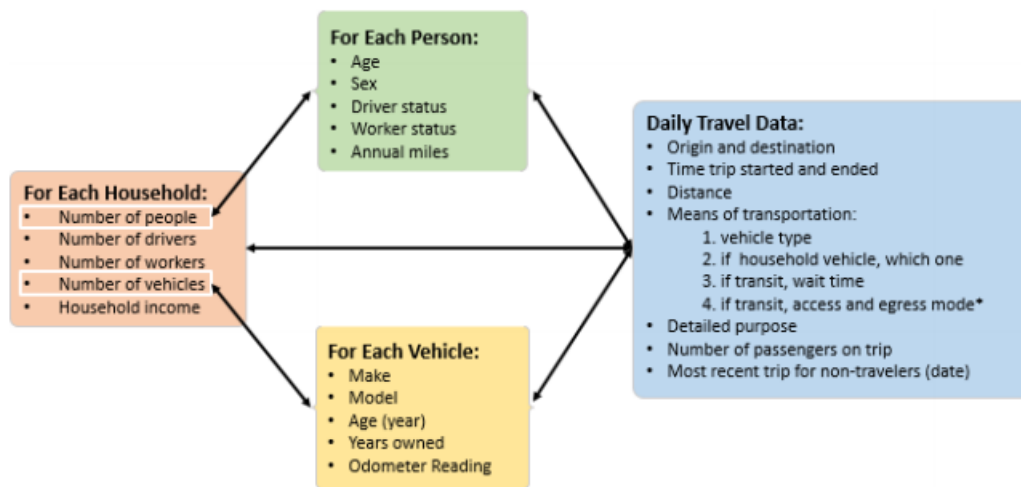 For Each Person:
• Age
• Sex
• Driver status
• Worker status
• Annual miles
For Each Household:
• Number of people
• Number of drivers
• Number of workers
• Number of vehicles
• Household income
For Each Vehicle:
• Make
• Model
• Age (year)
• Years owned
• Odometer Reading
Daily Travel Data:
• Origin and destination
• Time trip started and ended
• Distance
• Means of transportation:
1. vehicle type
2. if household vehicle, which one
3. if transit, wait time
4. if transit, access and egress mode*
• Detailed purpose
• Number of passengers on trip
• Most recent trip for non-travelers (date)